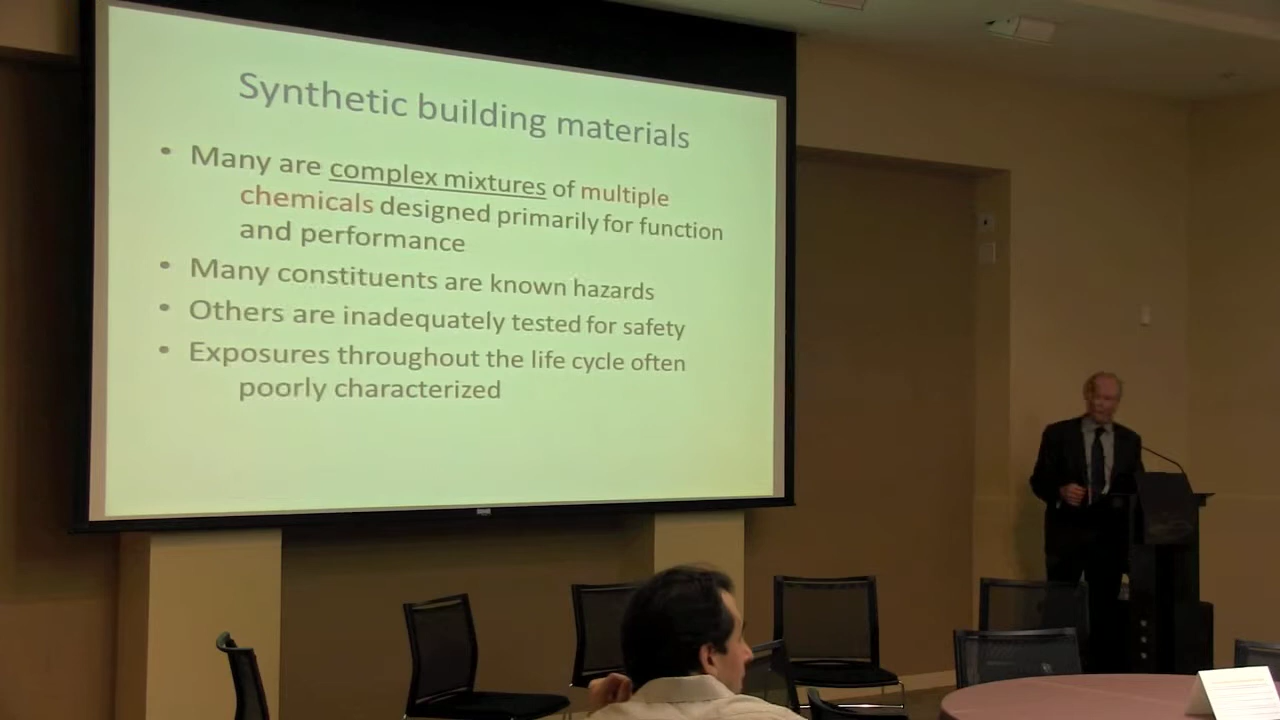 Synthetic building materials
• Many are complex mixtures of multiple
chemicals designed primarily for function
and performance
• Many constituents are known hazards
• Others are inadequately tested for safety
• Exposures throughout the life cycle often
poorly characterized